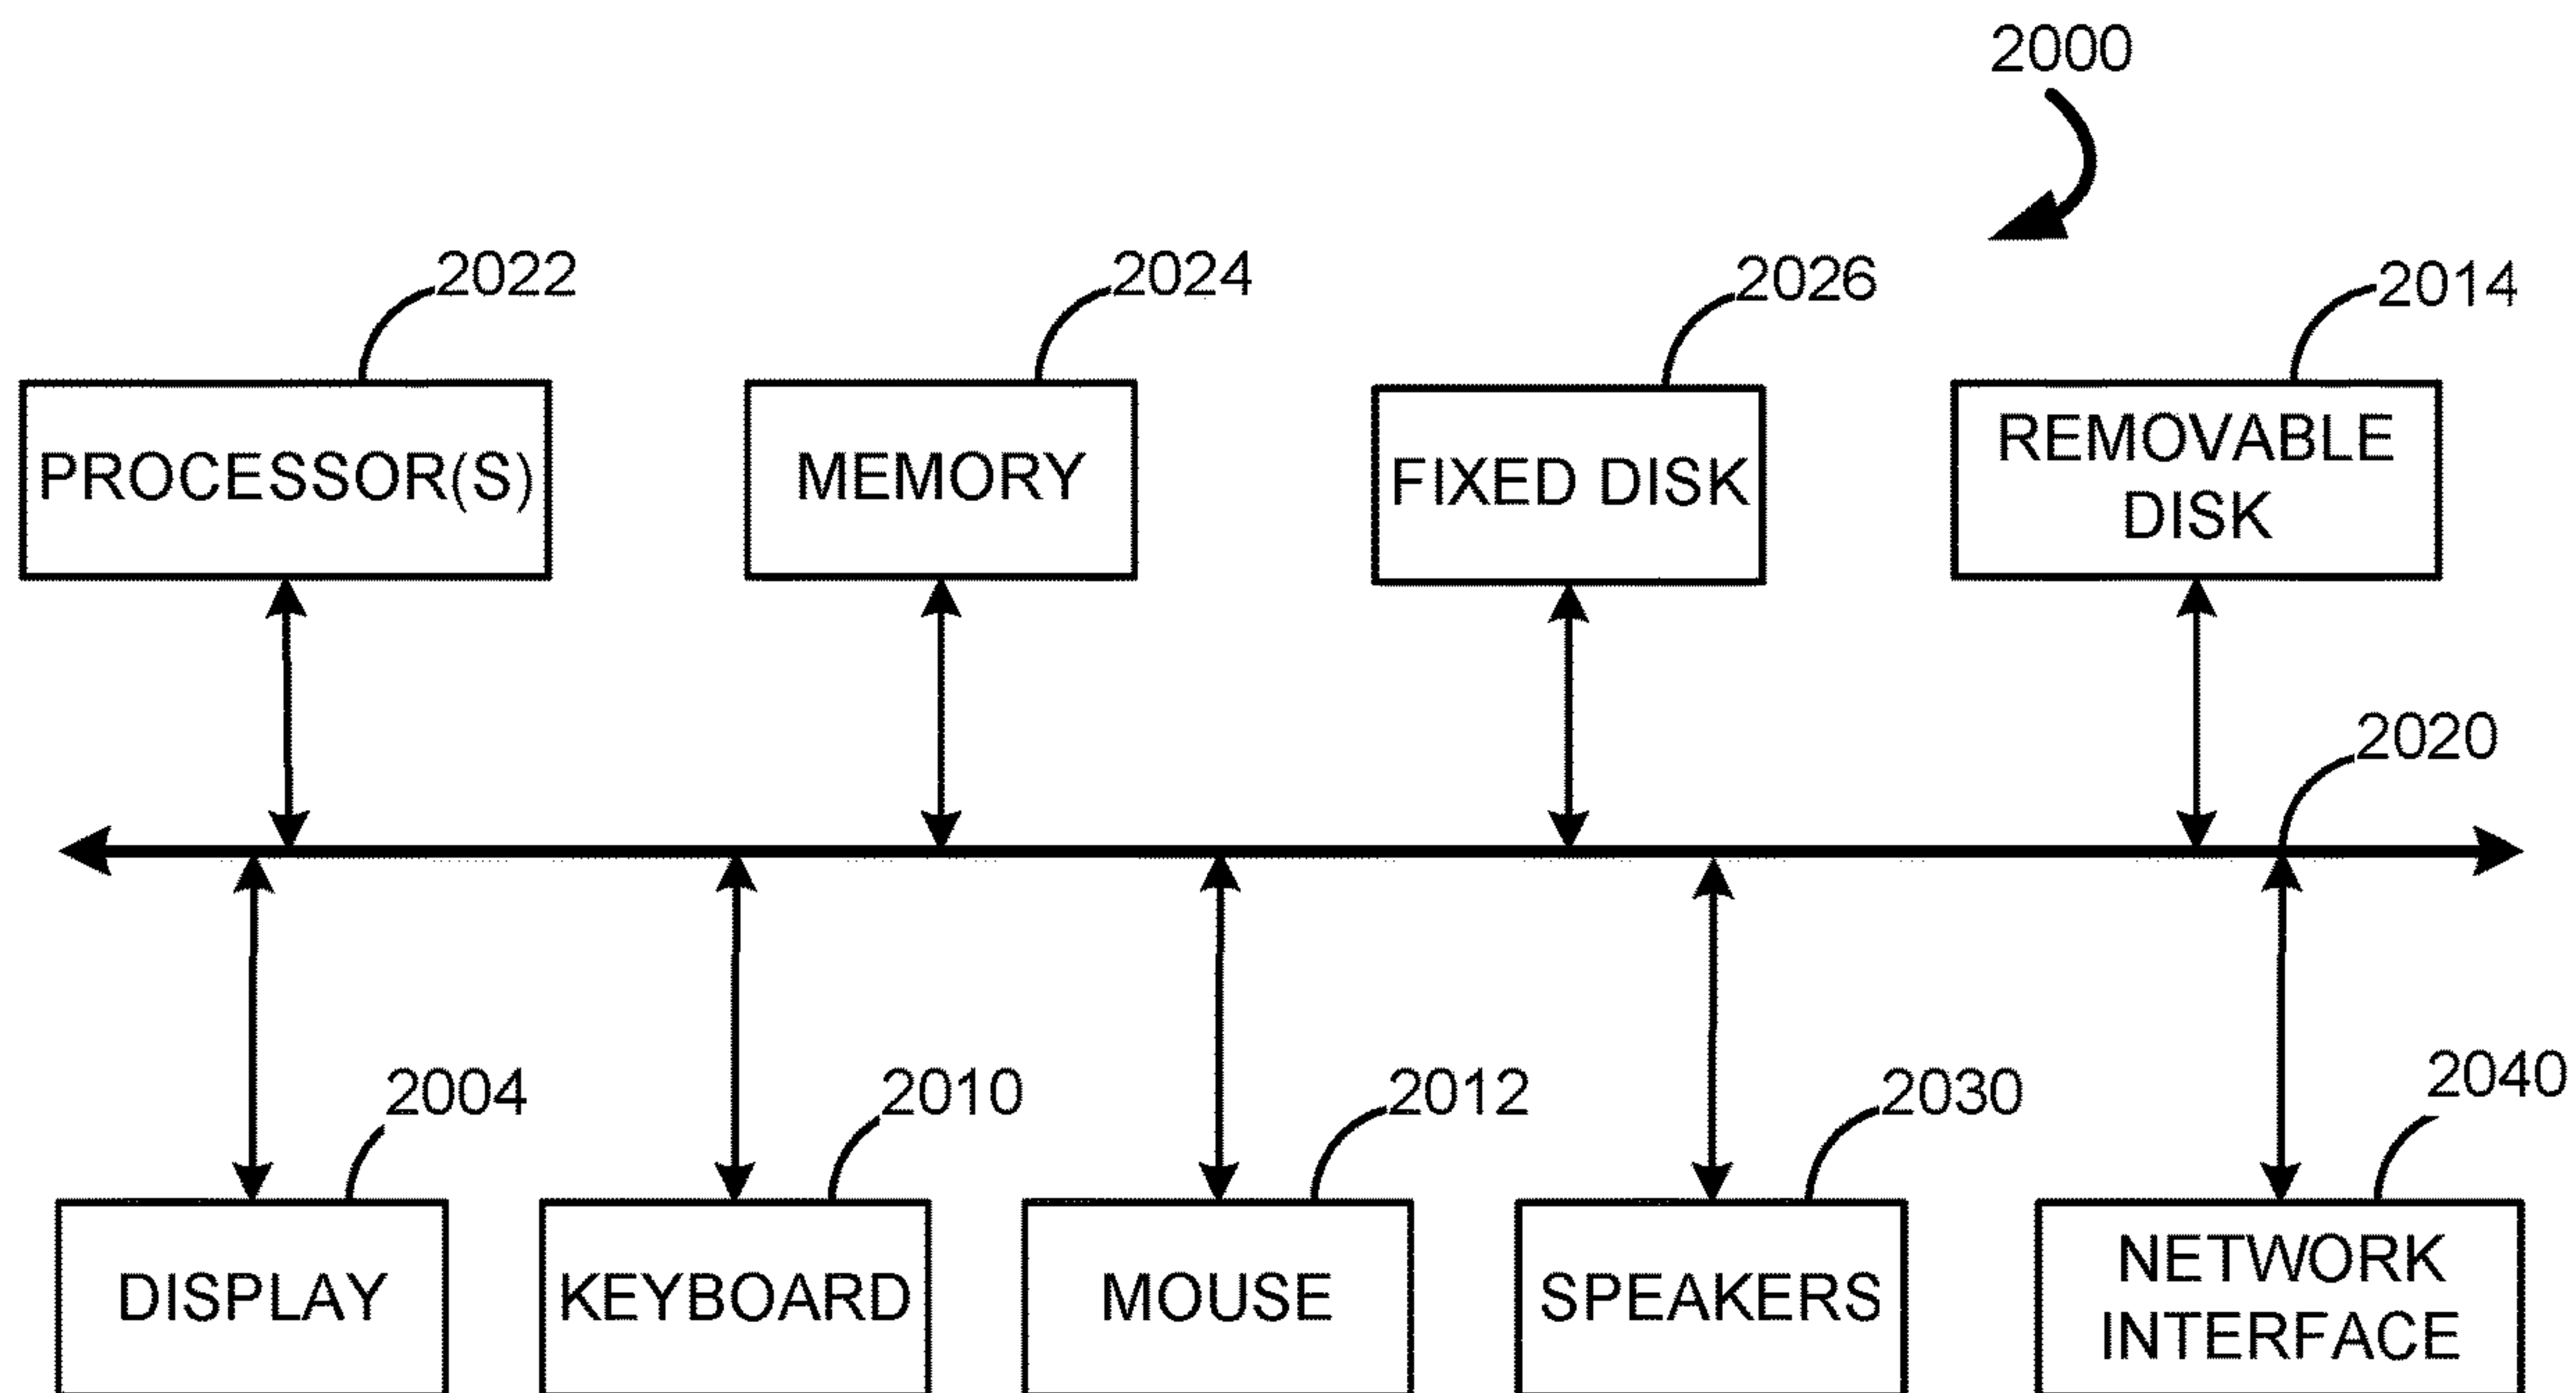 2000
2022
2024
2026
2014
PROCESSOR(S)
MEMORY
FIXED DISK
REMOVABLE
DISK
2020
2004
2010
2012
2030
2040
DISPLAY
KEYBOARD
MOUSE
SPEAKERS
NETWORK
INTERFACE